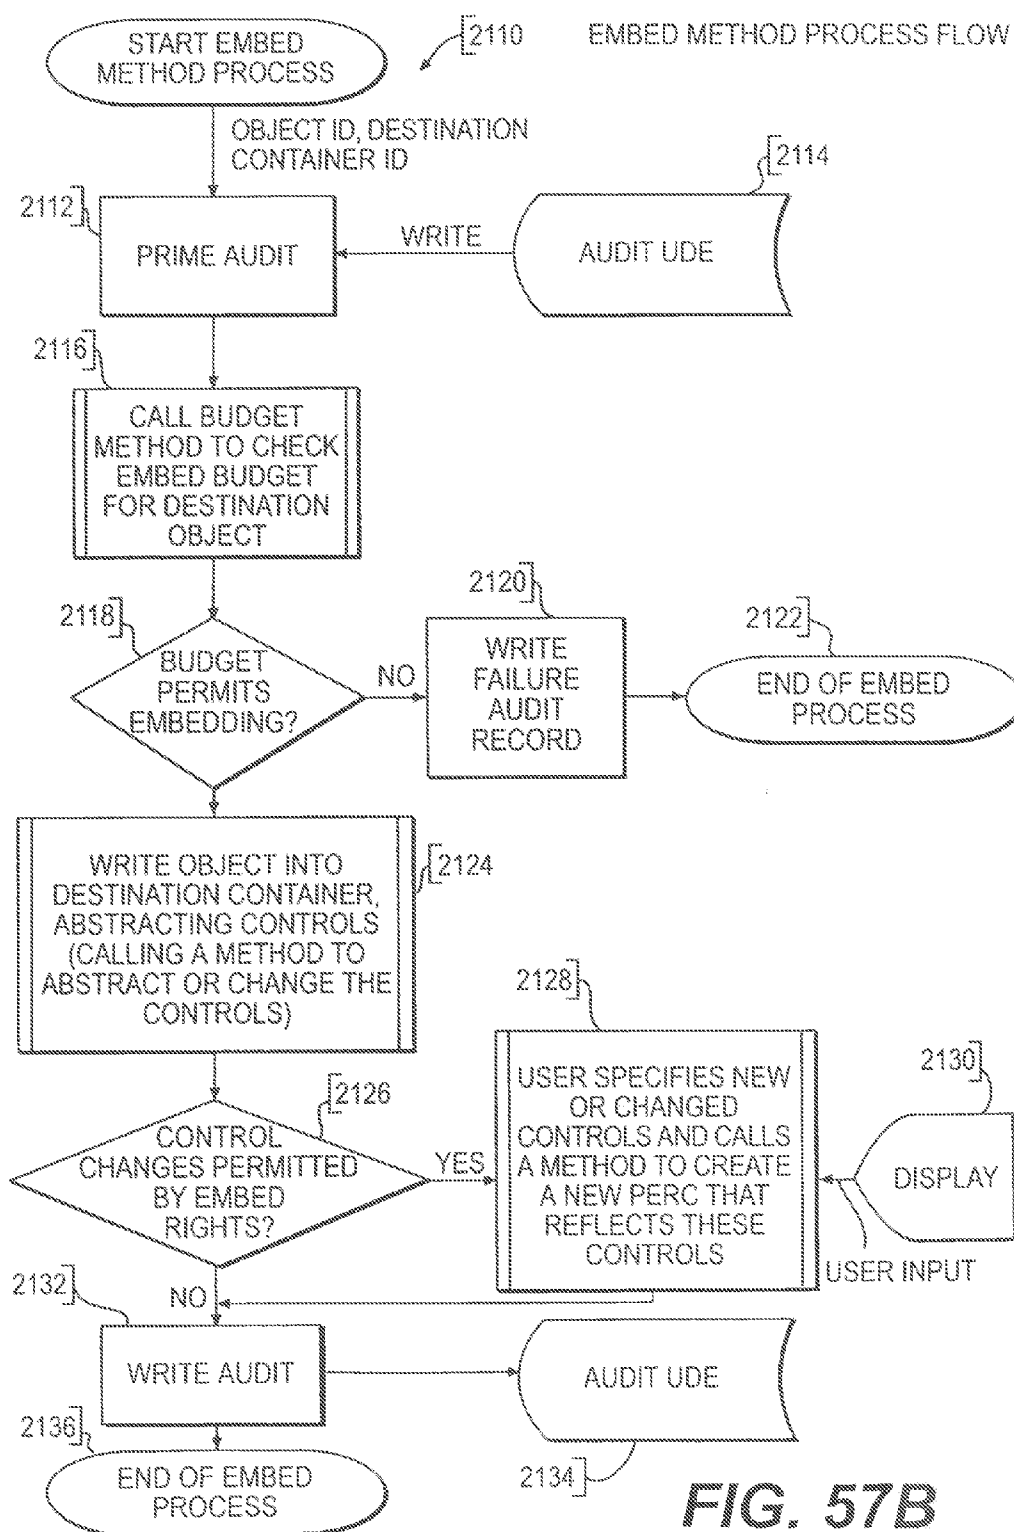 START EMBED
METHOD PROCESS
2110
EMBED METHOD PROCESS FLOW
OBJECT ID, DESTINATION
CONTAINER ID
2112
PRIME AUDIT
WRITE
2114
AUDIT UDE
2116
CALL BUDGET
METHOD TO CHECK
EMBED BUDGET
FOR DESTINATION
OBJECT
2118
BUDGET
PERMITS
EMBEDDING?
NO
2120
WRITE
FAILURE
AUDIT
RECORD
2122
END OF EMBED
PROCESS
WRITE OBJECT INTO
DESTINATION CONTAINER,
ABSTRACTING CONTROLS
(CALLING A METHOD TO
ABSTRACT OR CHANGE THE
CONTROLS)
2124
2126
CONTROL
CHANGES PERMITTED
BY EMBED
RIGHTS?
YES
2128
USER SPECIFIES NEW
OR CHANGED
CONTROLS AND CALLS
A METHOD TO CREATE
A NEW PERC THAT
REFLECTS THESE
CONTROLS
2130
DISPLAY
USER INPUT
NO
2132
WRITE AUDIT
AUDIT UDE
2134
2136
END OF EMBED
PROCESS
FIG. 57B